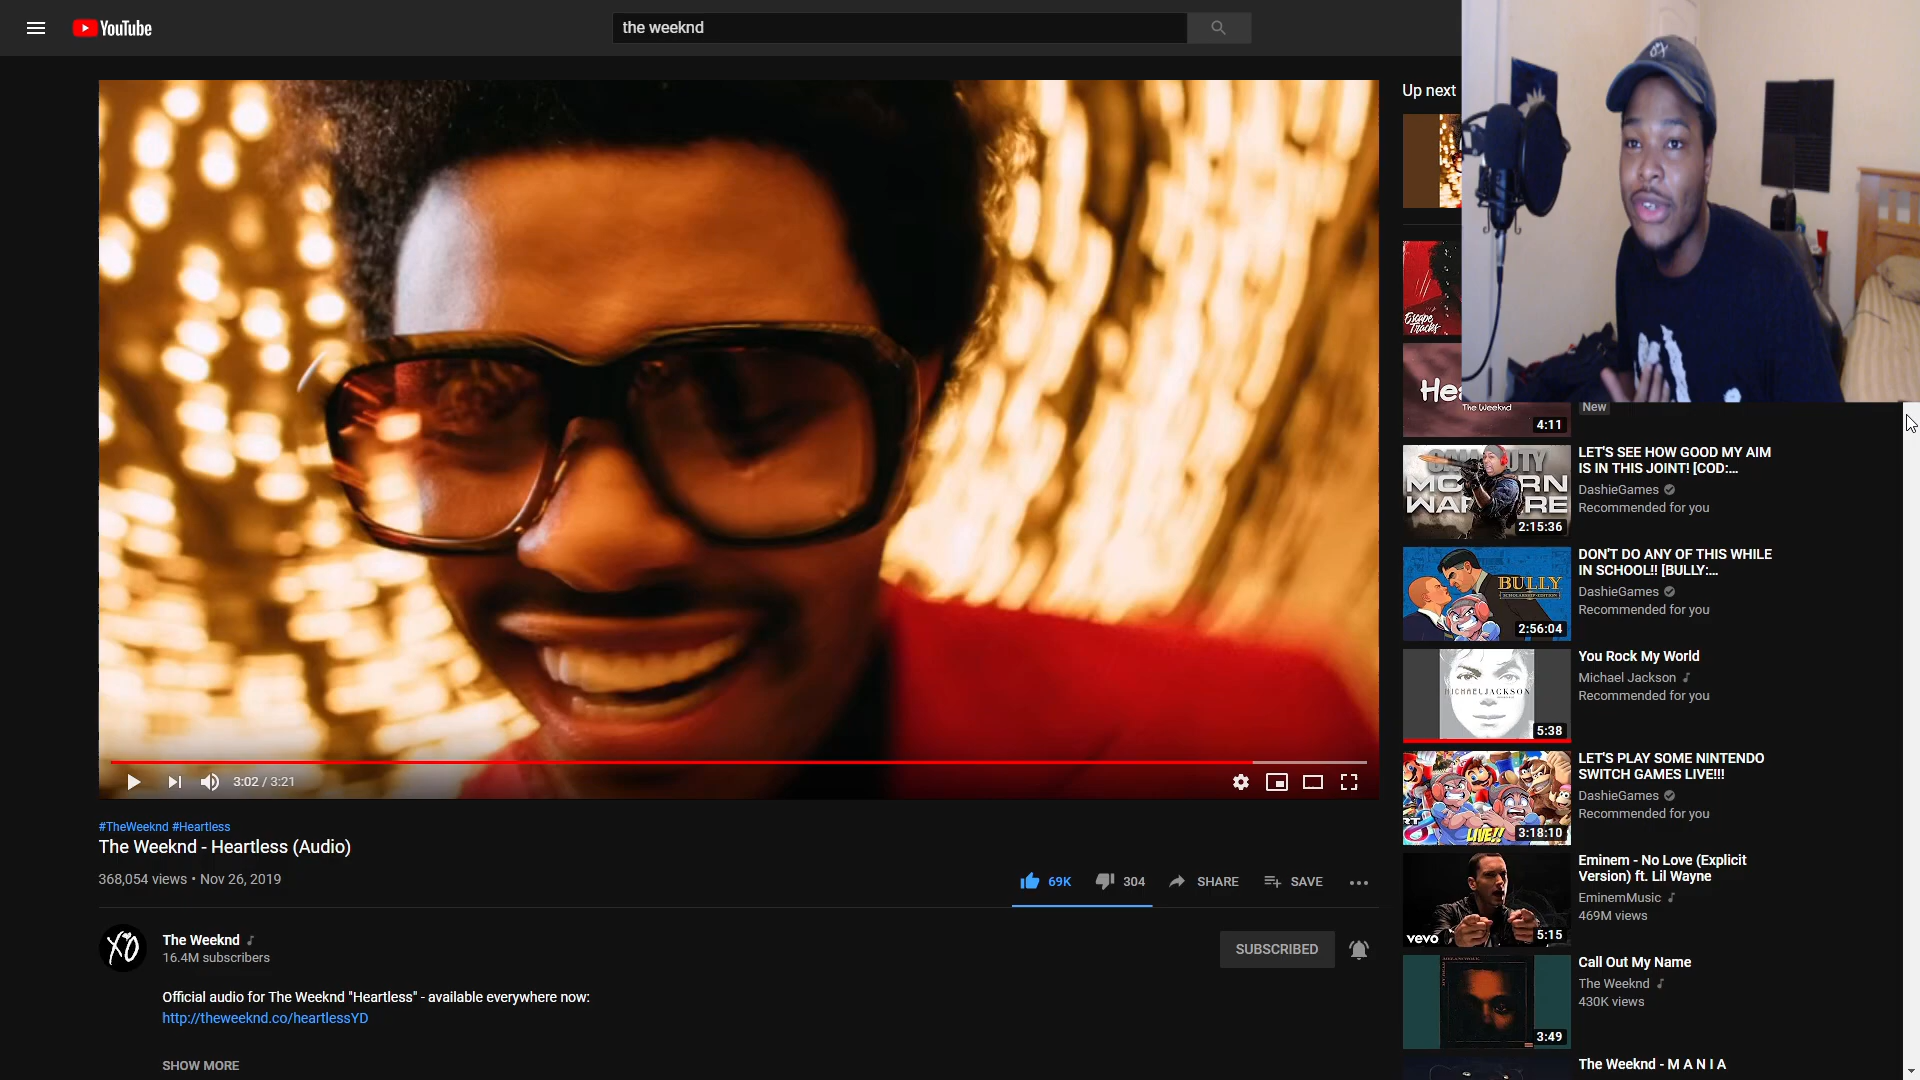 YouTube
the weeknd
Up next
Escape
Tracks
Hea
The Weeknd
4:11
New
3:02 / 3:21
#TheWeeknd #Heartless
The Weeknd - Heartless (Audio)
368,054 views • Nov 26, 2019
69K
304
SHARE
SAVE
XO
The Weeknd
16.4M subscribers
SUBSCRIBED
Official audio for The Weeknd "Heartless" - available everywhere now:
http://theweeknd.co/heartlessYD
SHOW MORE
2:15:36
LET'S SEE HOW GOOD MY AIM
IS IN THIS JOINT! [COD:...
DashieGames
Recommended for you
BULLY
SCHOLARSHIP EDITION
2:56:04
DON'T DO ANY OF THIS WHILE
IN SCHOOL!! [BULLY:...
DashieGames
Recommended for you
MICHAEL JACKSON
5:38
You Rock My World
Michael Jackson
Recommended for you
LIVE!!
3:18:10
LET'S PLAY SOME NINTENDO
SWITCH GAMES LIVE!!!
DashieGames
Recommended for you
vevo
5:15
Eminem - No Love (Explicit
Version) ft. Lil Wayne
EminemMusic
469M views
3:49
Call Out My Name
The Weeknd
430K views
The Weeknd - M A N I A